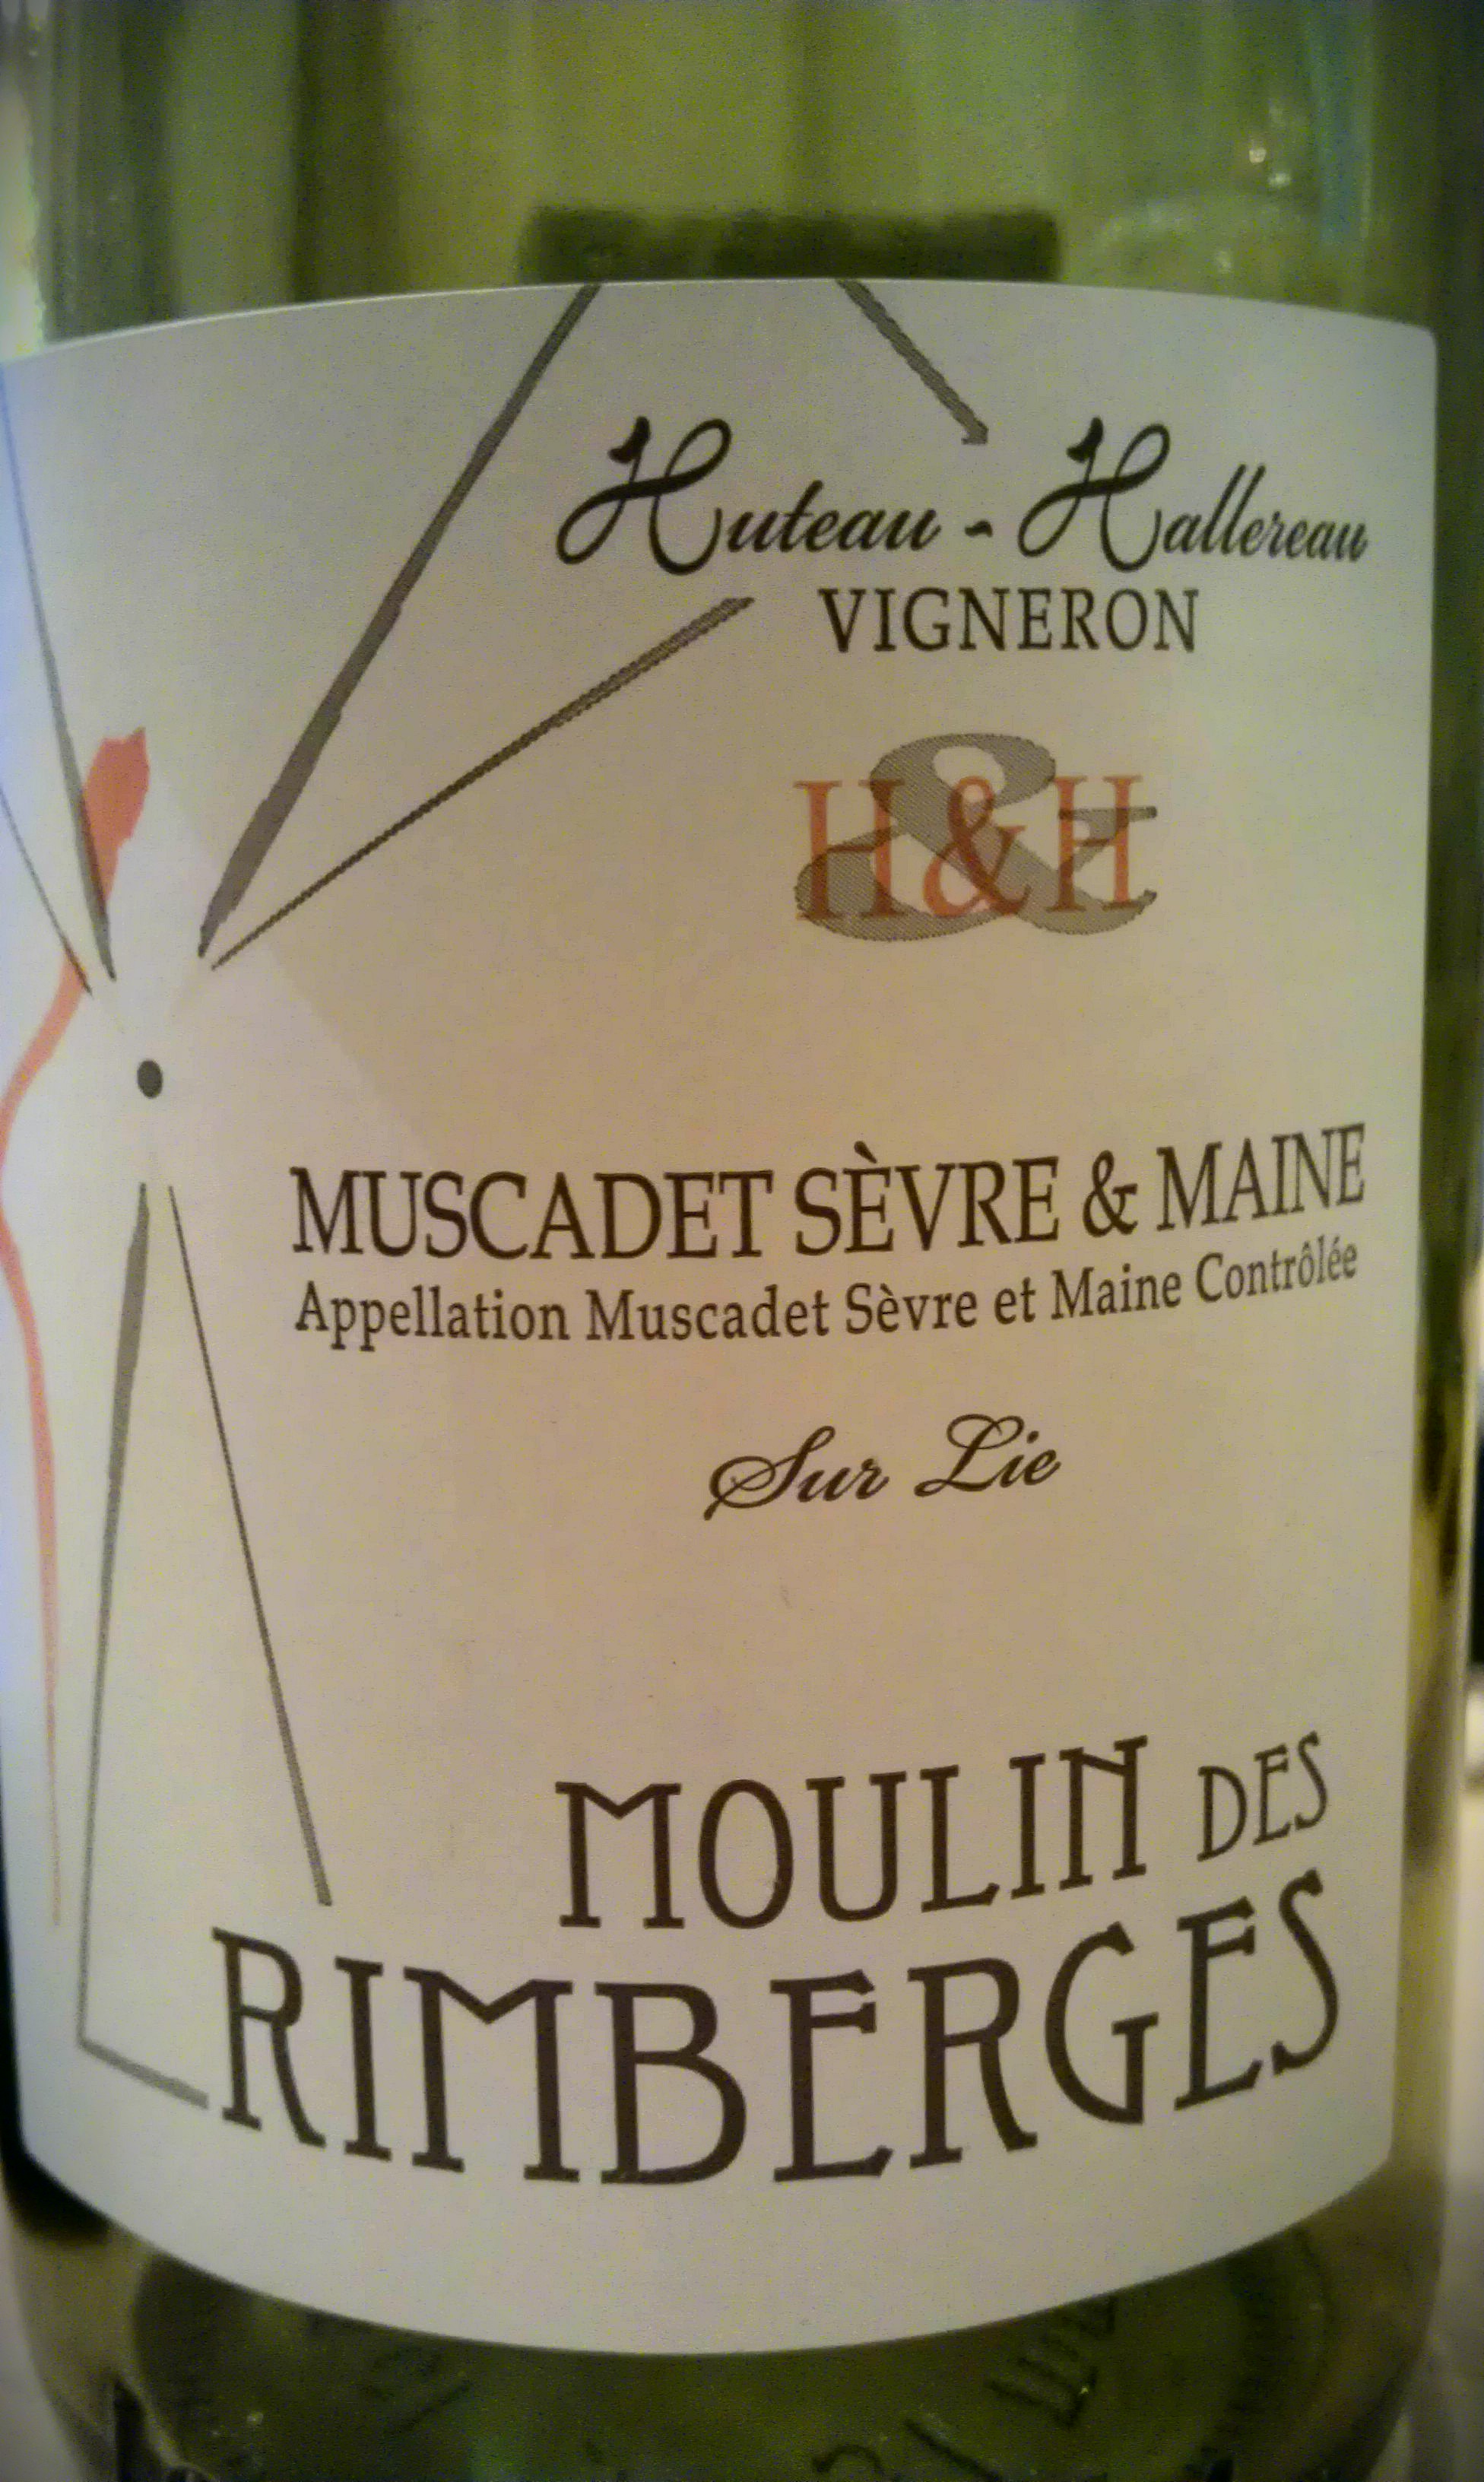 Huteau - Hallereau
VIGNERON
H&H
MUSCADET SÈVRE & MAINE
Appellation Muscadet Sèvre et Maine Contrôlée
Sur Lie
MOULIN DES
RIMBERGES